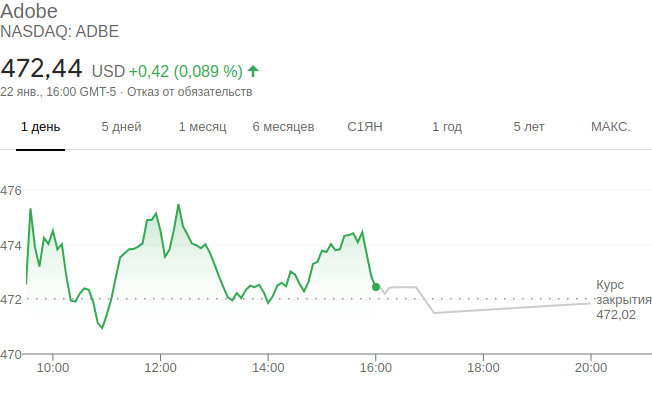 Adobe
NASDAQ: ADBE
472,44 USD +0,42 (0,089 %)
22 янв., 16:00 GMT-5 · Отказ от обязательств
1 день 5 дней 1 месяц 6 месяцев С1ЯН 1 год 5 лет МАКС.
476
474
472
470
Курс
закрытия
472,02
10:00 12:00 14:00 16:00 18:00 20:00